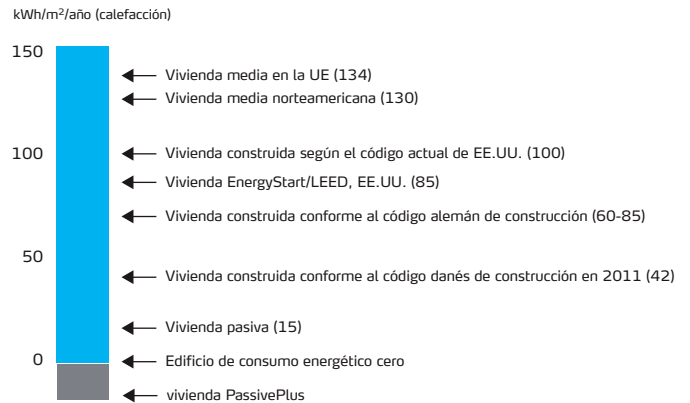 kWh/m²/año (calefacción)
150
Vivienda media en la UE (134)
Vivienda media norteamericana (130)
100
Vivienda construida según el código actual de EE.UU. (100)
Vivienda EnergyStart/LEED, EE.UU. (85)
Vivienda construida conforme al código alemán de construcción (60-85)
50
Vivienda construida conforme al código danés de construcción en 2011 (42)
Vivienda pasiva (15)
0
Edificio de consumo energético cero
vivienda PassivePlus